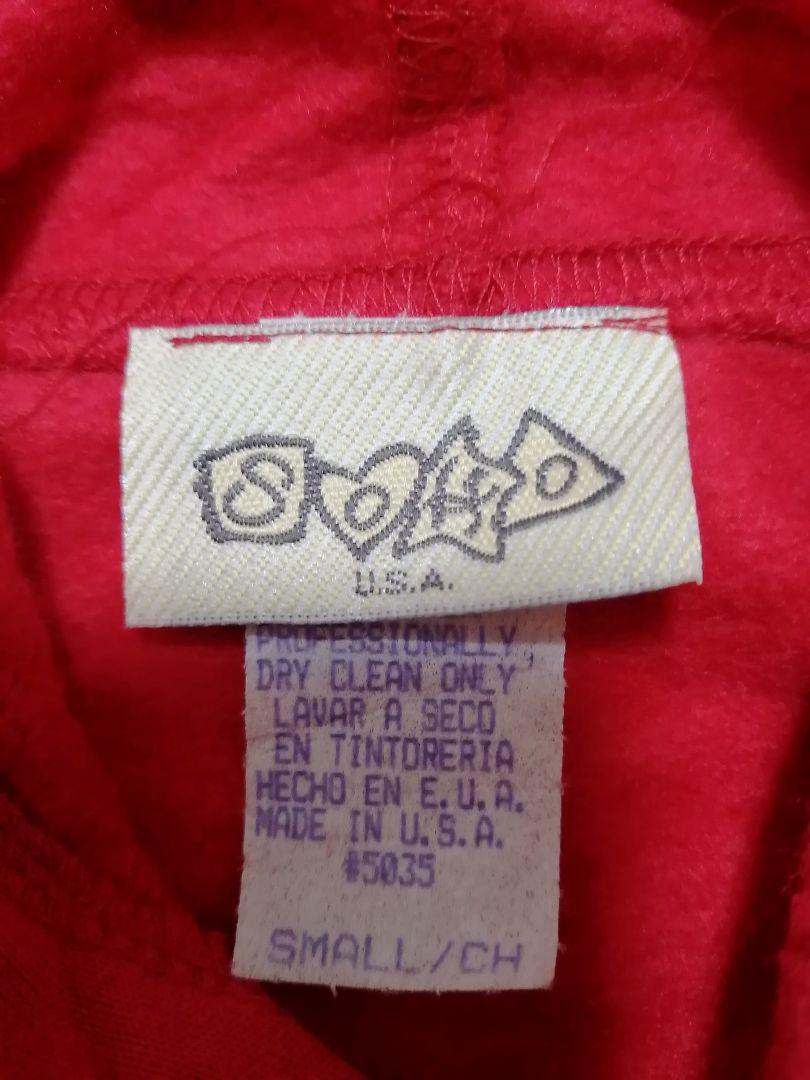 SOHO
U.S.A.
PROFESSIONALLY
DRY CLEAN ONLY
LAVAR A SECO
EN TINTORERIA
HECHO EN E.U.A.
MADE IN U.S.A.
#5035
SMALL/CH